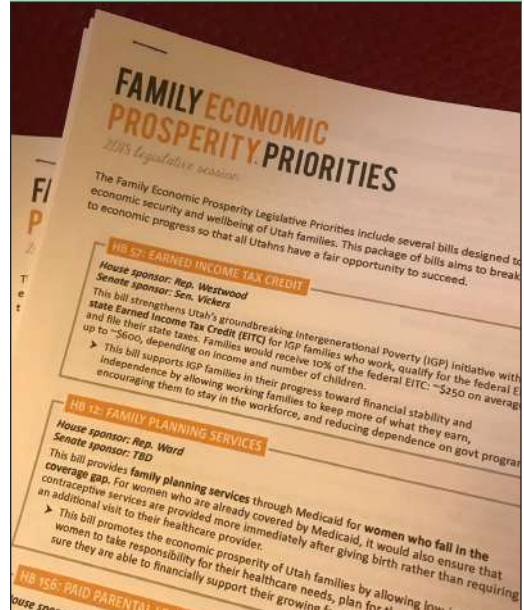 FAMILY ECONOMIC
PROSPERITY PRIORITIES
2018 legislative session
The Family Economic Prosperity Legislative Priorities include several bills designed to
economic security and wellbeing of Utah families. This package of bills aims to break
to economic progress so that all Utahns have a fair opportunity to succeed.
HB 57: EARNED INCOME TAX CREDIT
House sponsor: Rep. Westwood
Senate sponsor: Sen. Vickers
This bill strengthens Utah's groundbreaking Intergenerational Poverty (IGP) initiative with
state Earned Income Tax Credit (EITC) for IGP families who work, qualify for the federal E
and file their state taxes. Families would receive 10% of the federal EITC: ~$250 on averag
up to ~$600, depending on income and number of children.
➤ This bill supports IGP families in their progress toward financial stability and
independence by allowing working families to keep more of what they earn,
encouraging them to stay in the workforce, and reducing dependence on govt program
HB 12: FAMILY PLANNING SERVICES
House sponsor: Rep. Ward
Senate sponsor: TBD
This bill provides family planning services through Medicaid for women who fall in the
coverage gap. For women who are already covered by Medicaid, it would also ensure that
contraceptive services are provided more immediately after giving birth rather than requiring
an additional visit to their healthcare provider.
➤ This bill promotes the economic prosperity of Utah families by allowing low
women to take responsibility for their healthcare needs, plan for th
sure they are able to financially support their growing f
HB 156: PAID PARENTAL
House spon